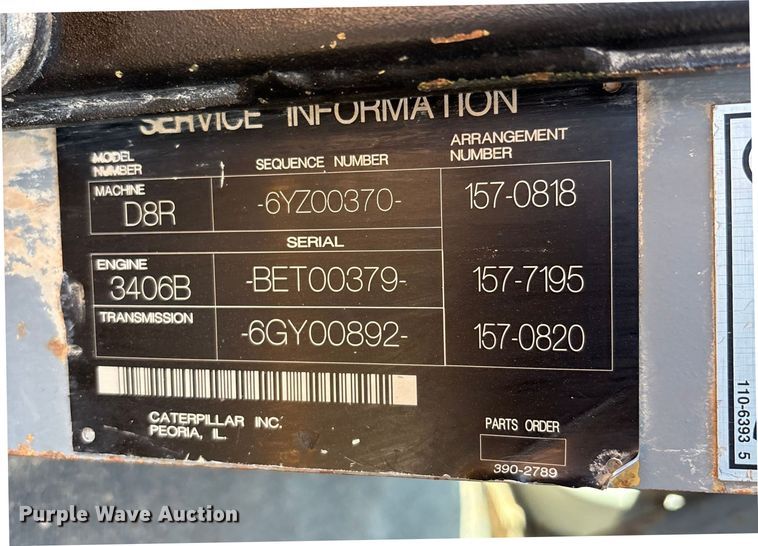 SERVICE INFORMATION
MODEL NUMBER
SEQUENCE NUMBER
ARRANGEMENT NUMBER
MACHINE
D8R
-6YZ00370-
157-0818
SERIAL
ENGINE
3406B
-BET00379-
157-7195
TRANSMISSION
-6GY00892-
157-0820
CATERPILLAR INC.
PEORIA, IL.
PARTS ORDER
390-2789
110-6393 5
Purple Wave Auction